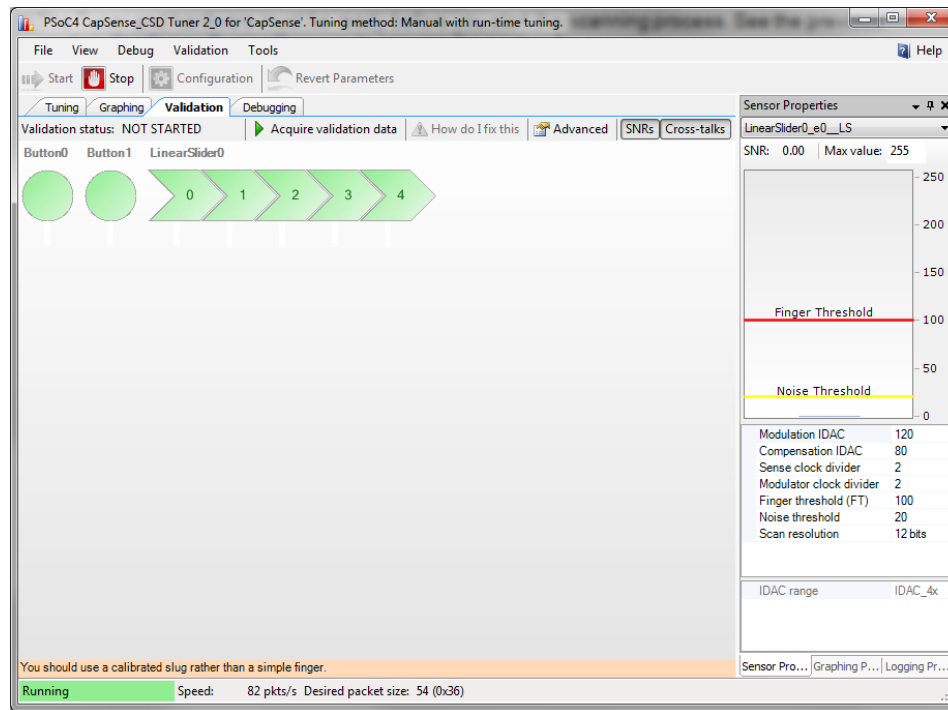 PSoC4 CapSense_CSD Tuner 2_0 for 'CapSense'. Tuning method: Manual with run-time tuning.
scanning process. See the prev
File View Debug Validation Tools Help
Start Stop Configuration Revert Parameters
Tuning Graphing Validation Debugging
Validation status: NOT STARTED Acquire validation data How do I fix this Advanced SNRs Cross-talks
Button0 Button1 LinearSlider0
0 1 2 3 4
Sensor Properties
LinearSlider0_e0__LS
SNR: 0.00 Max value: 255
250
200
150
Finger Threshold
100
50
Noise Threshold
0
Modulation IDAC 120
Compensation IDAC 80
Sense clock divider 2
Modulator clock divider 2
Finger threshold (FT) 100
Noise threshold 20
Scan resolution 12 bits
IDAC range IDAC_4x
You should use a calibrated slug rather than a simple finger.
Sensor Pro... Graphing P... Logging Pr...
Running Speed: 82 pkts/s Desired packet size: 54 (0x36)